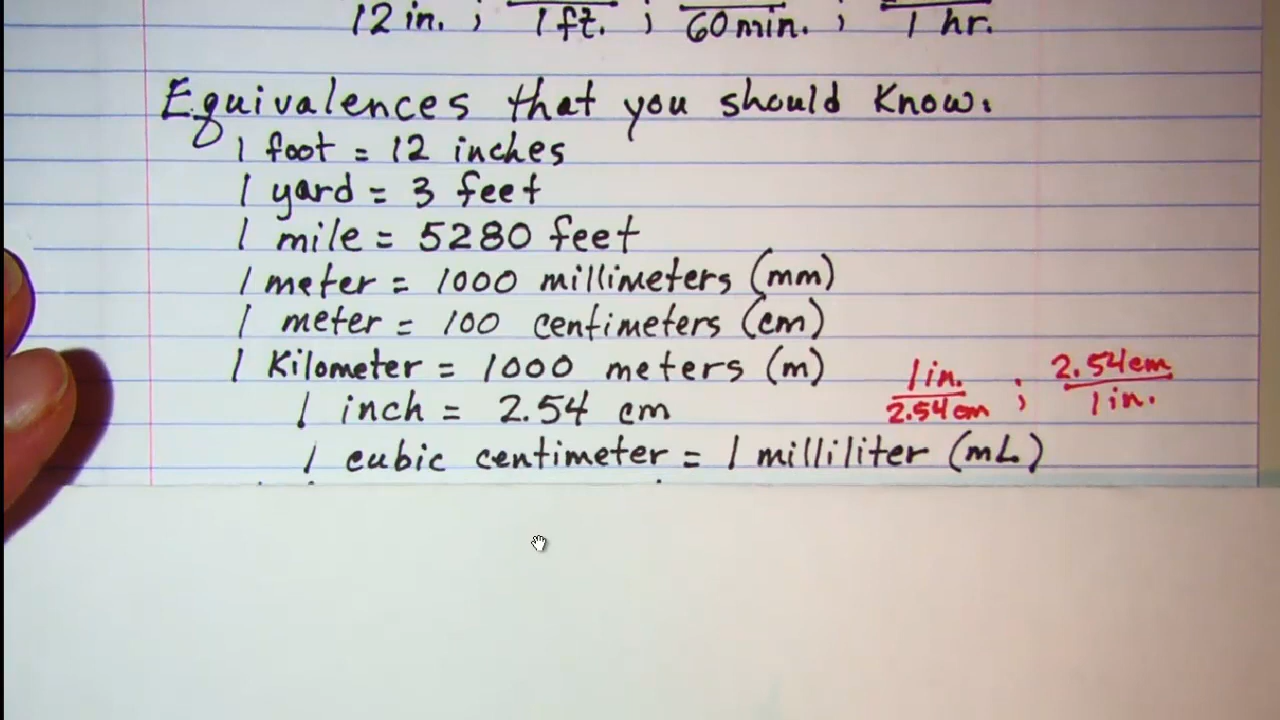 12 in. ; 1 ft. ; 60 min. ; 1 hr.
Equivalences that you should know:
1 foot = 12 inches
1 yard = 3 feet
1 mile = 5280 feet
1 meter = 1000 millimeters (mm)
1 meter = 100 centimeters (cm)
1 Kilometer = 1000 meters (m)
1 in. / 2.54 cm ; 2.54 cm / 1 in.
1 inch = 2.54 cm
1 cubic centimeter = 1 milliliter (mL)